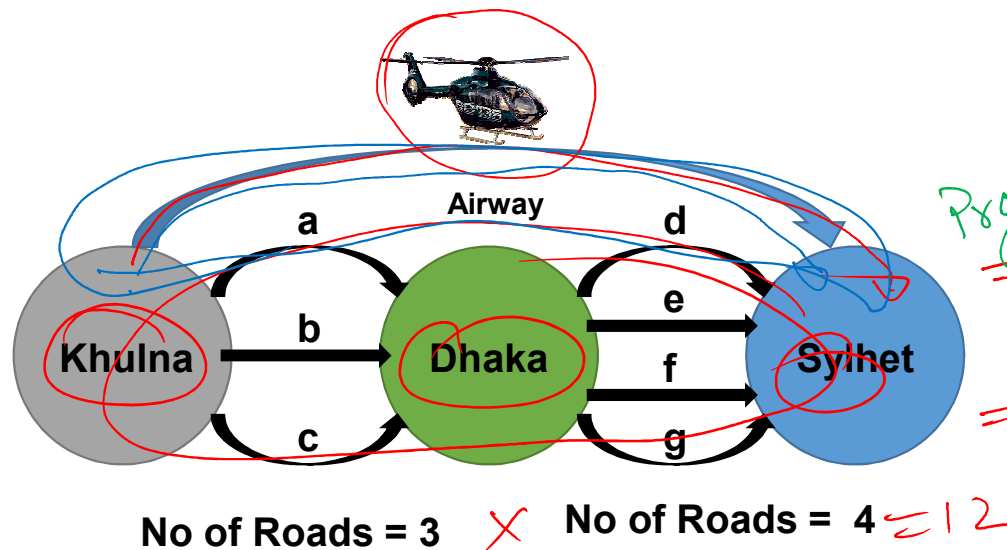 Airway
a
d
b
e
Khulna
Dhaka
Sylhet
f
c
g
No of Roads = 3 × No of Roads = 4 = 12